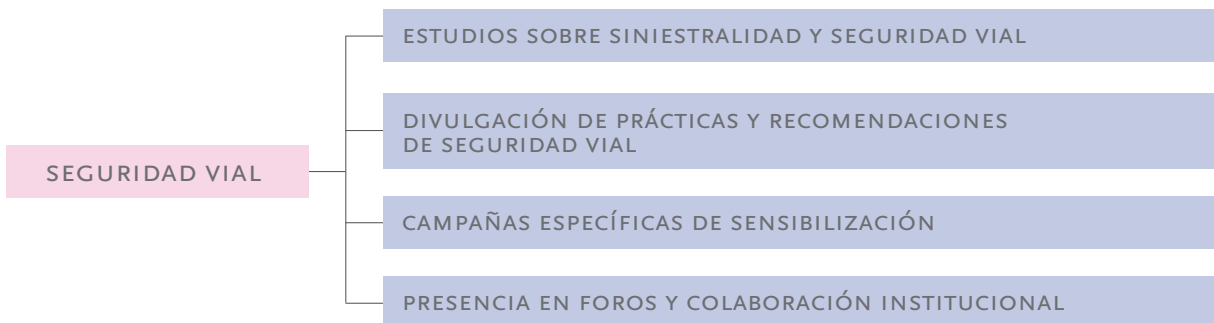 ESTUDIOS SOBRE SINIESTRALIDAD Y SEGURIDAD VIAL
DIVULGACIÓN DE PRÁCTICAS Y RECOMENDACIONES
DE SEGURIDAD VIAL
SEGURIDAD VIAL
CAMPAÑAS ESPECÍFICAS DE SENSIBILIZACIÓN
PRESENCIA EN FOROS Y COLABORACIÓN INSTITUCIONAL